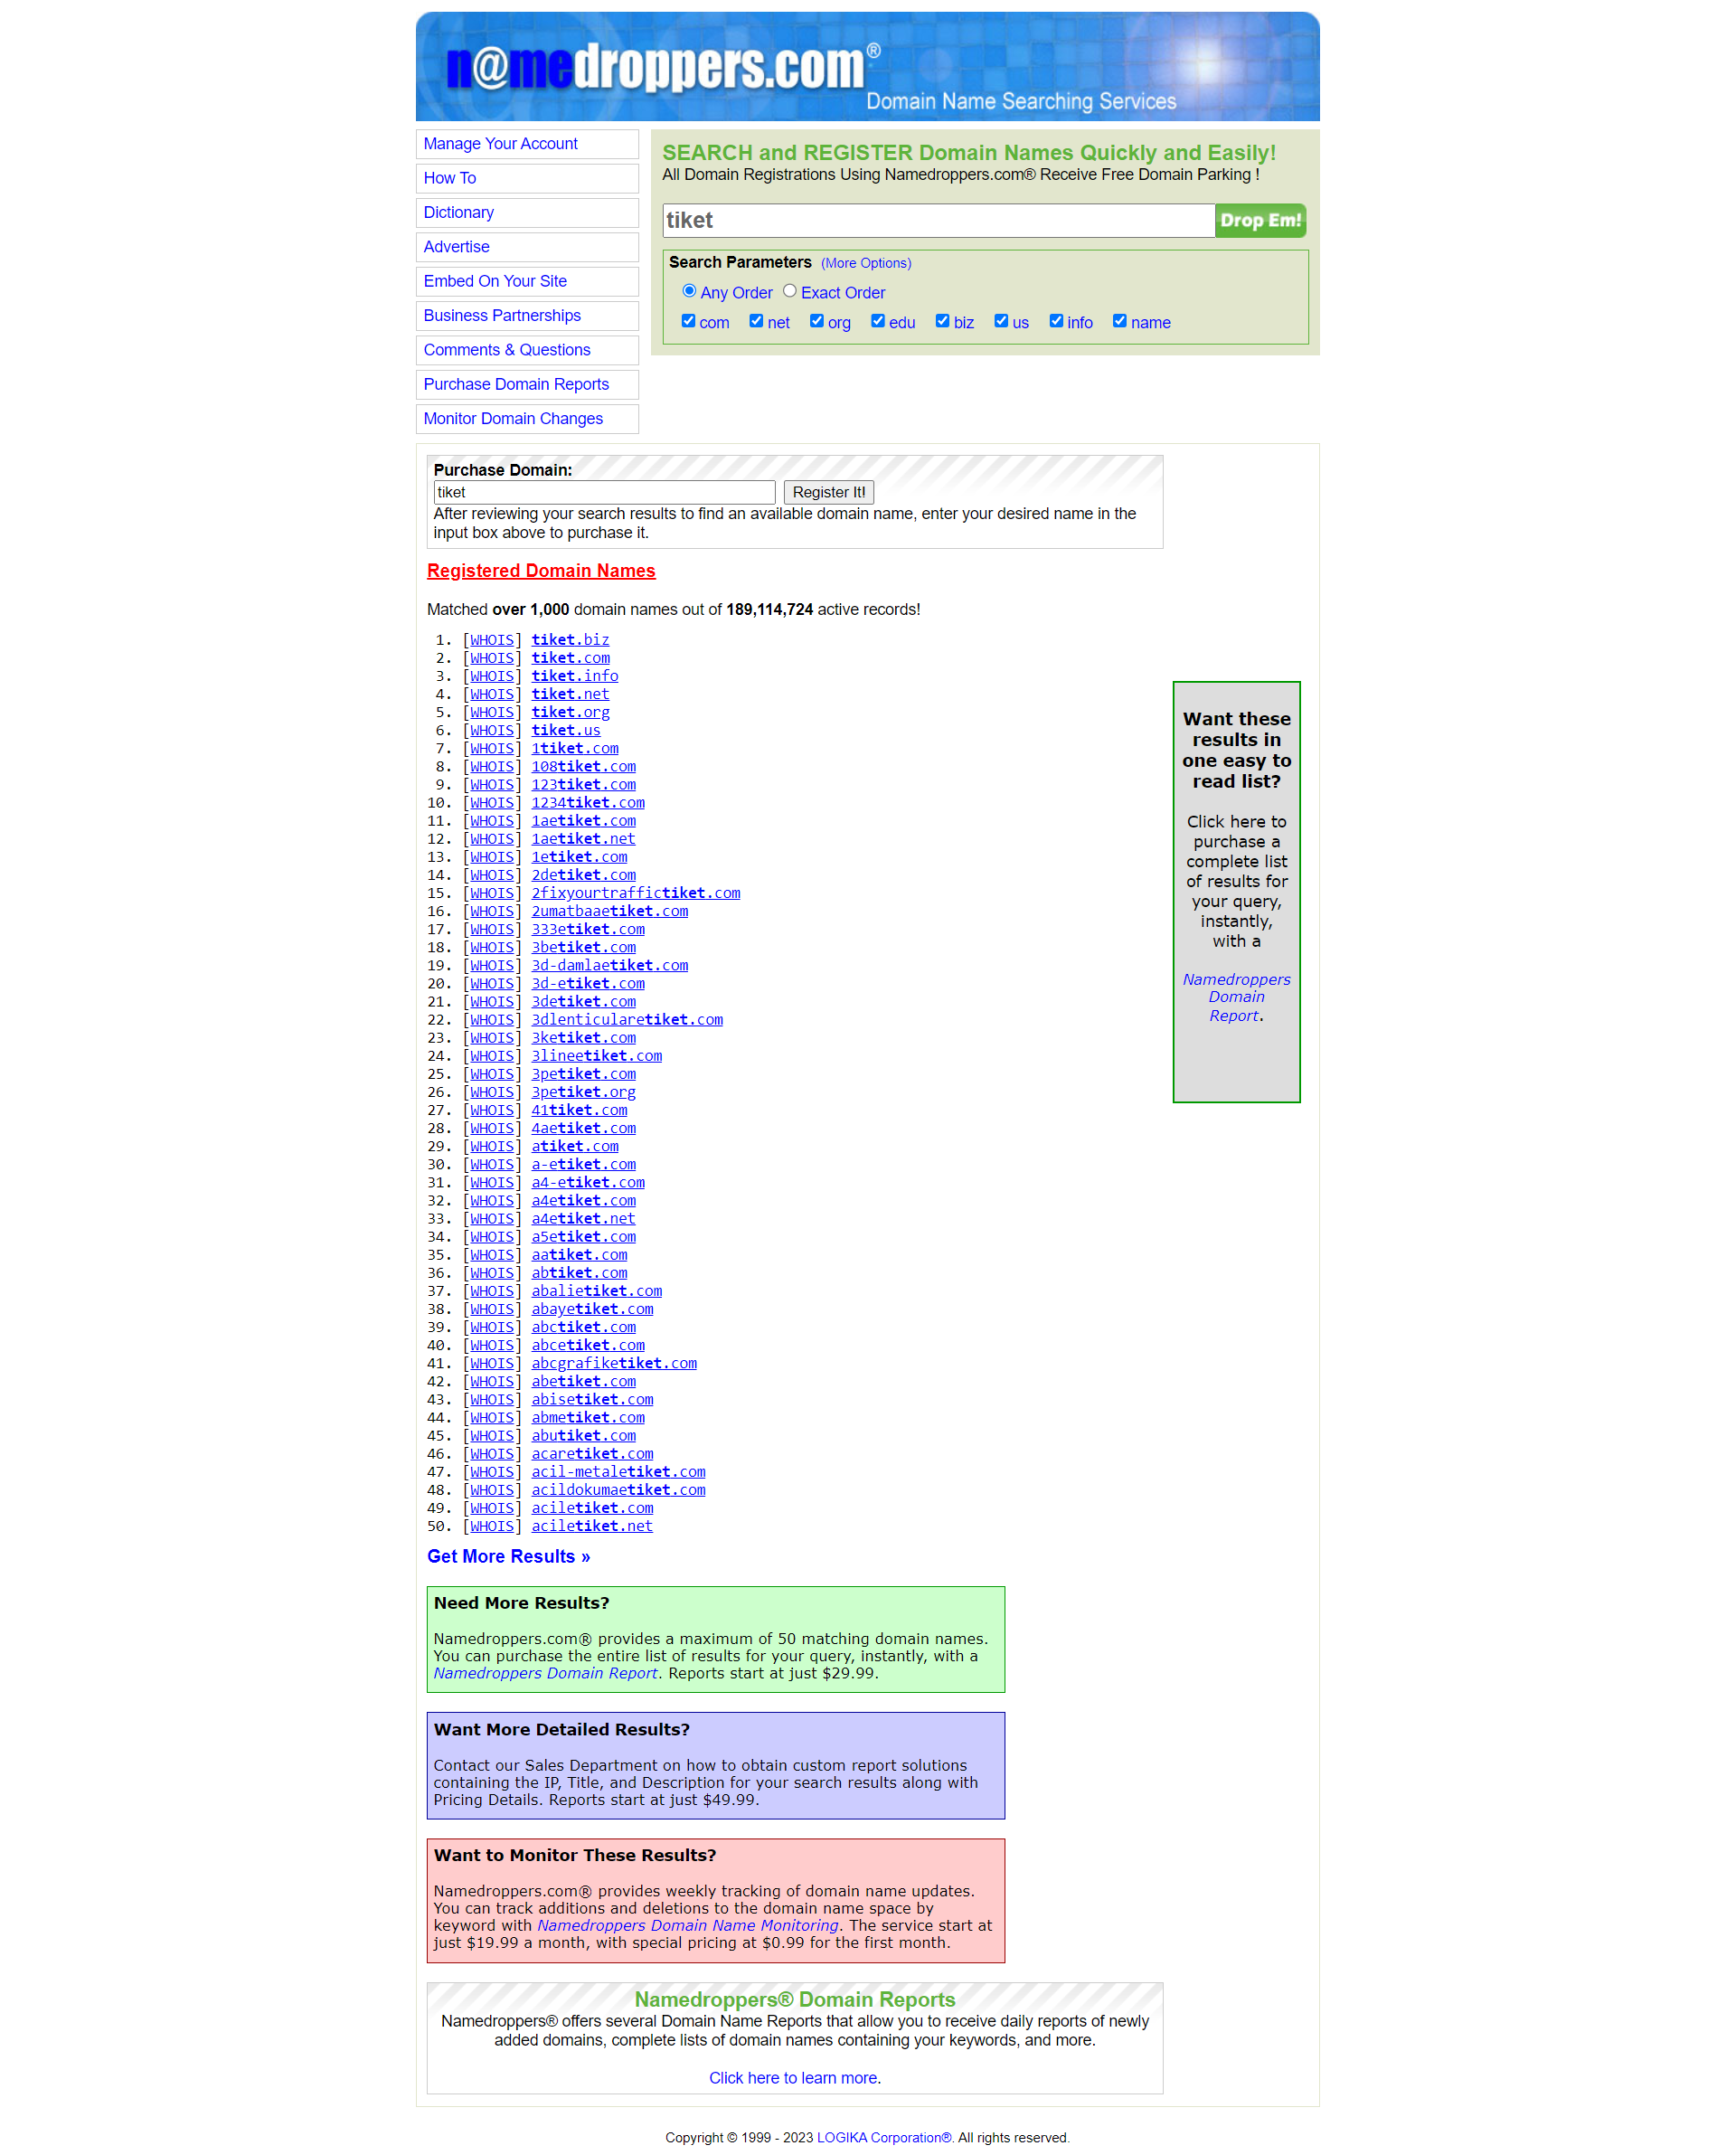 n@medroppers.com®
Domain Name Searching Services
Manage Your Account
How To
Dictionary
Advertise
Embed On Your Site
Business Partnerships
Comments & Questions
Purchase Domain Reports
Monitor Domain Changes
SEARCH and REGISTER Domain Names Quickly and Easily!
All Domain Registrations Using Namedroppers.com® Receive Free Domain Parking !
tiket Drop Em!
Search Parameters (More Options)
Any Order Exact Order
com net org edu biz us info name
Purchase Domain:
tiket Register It!
After reviewing your search results to find an available domain name, enter your desired name in the
input box above to purchase it.
Registered Domain Names
Matched over 1,000 domain names out of 189,114,724 active records!
1. [WHOIS] tiket.biz
2. [WHOIS] tiket.com
3. [WHOIS] tiket.info
4. [WHOIS] tiket.net
5. [WHOIS] tiket.org
6. [WHOIS] tiket.us
7. [WHOIS] 1tiket.com
8. [WHOIS] 108tiket.com
9. [WHOIS] 123tiket.com
10. [WHOIS] 1234tiket.com
11. [WHOIS] 1aetiket.com
12. [WHOIS] 1aetiket.net
13. [WHOIS] 1etiket.com
14. [WHOIS] 2detiket.com
15. [WHOIS] 2fixyourtraffictiket.com
16. [WHOIS] 2umatbaaetiket.com
17. [WHOIS] 333etiket.com
18. [WHOIS] 3betiket.com
19. [WHOIS] 3d-damlaetiket.com
20. [WHOIS] 3d-etiket.com
21. [WHOIS] 3detiket.com
22. [WHOIS] 3dlenticularetiket.com
23. [WHOIS] 3ketiket.com
24. [WHOIS] 3lineetiket.com
25. [WHOIS] 3petiket.com
26. [WHOIS] 3petiket.org
27. [WHOIS] 41tiket.com
28. [WHOIS] 4aetiket.com
29. [WHOIS] atiket.com
30. [WHOIS] a-etiket.com
31. [WHOIS] a4-etiket.com
32. [WHOIS] a4etiket.com
33. [WHOIS] a4etiket.net
34. [WHOIS] a5etiket.com
35. [WHOIS] aatiket.com
36. [WHOIS] abtiket.com
37. [WHOIS] abalietiket.com
38. [WHOIS] abayetiket.com
39. [WHOIS] abctiket.com
40. [WHOIS] abcetiket.com
41. [WHOIS] abcgrafiketiket.com
42. [WHOIS] abetiket.com
43. [WHOIS] abisetiket.com
44. [WHOIS] abmetiket.com
45. [WHOIS] abutiket.com
46. [WHOIS] acaretiket.com
47. [WHOIS] acil-metaletiket.com
48. [WHOIS] acildokumaetiket.com
49. [WHOIS] aciletiket.com
50. [WHOIS] aciletiket.net
Get More Results »
Want these
results in
one easy to
read list?
Click here to
purchase a
complete list
of results for
your query,
instantly,
with a
Namedroppers
Domain
Report.
Need More Results?
Namedroppers.com® provides a maximum of 50 matching domain names.
You can purchase the entire list of results for your query, instantly, with a
Namedroppers Domain Report. Reports start at just $29.99.
Want More Detailed Results?
Contact our Sales Department on how to obtain custom report solutions
containing the IP, Title, and Description for your search results along with
Pricing Details. Reports start at just $49.99.
Want to Monitor These Results?
Namedroppers.com® provides weekly tracking of domain name updates.
You can track additions and deletions to the domain name space by
keyword with Namedroppers Domain Name Monitoring. The service start at
just $19.99 a month, with special pricing at $0.99 for the first month.
Namedroppers® Domain Reports
Namedroppers® offers several Domain Name Reports that allow you to receive daily reports of newly
added domains, complete lists of domain names containing your keywords, and more.
Click here to learn more.
Copyright © 1999 - 2023 LOGIKA Corporation®. All rights reserved.